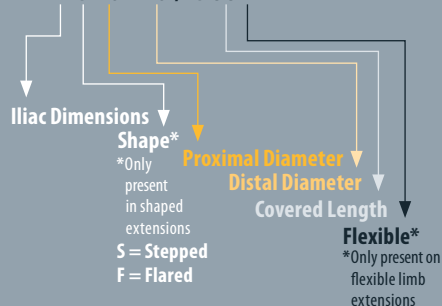 Iliac Dimensions
Shape*
*Only
present
in shaped
extensions
S = Stepped
F = Flared
Proximal Diameter
Distal Diameter
Covered Length
Flexible*
*Only present on
flexible limb
extensions